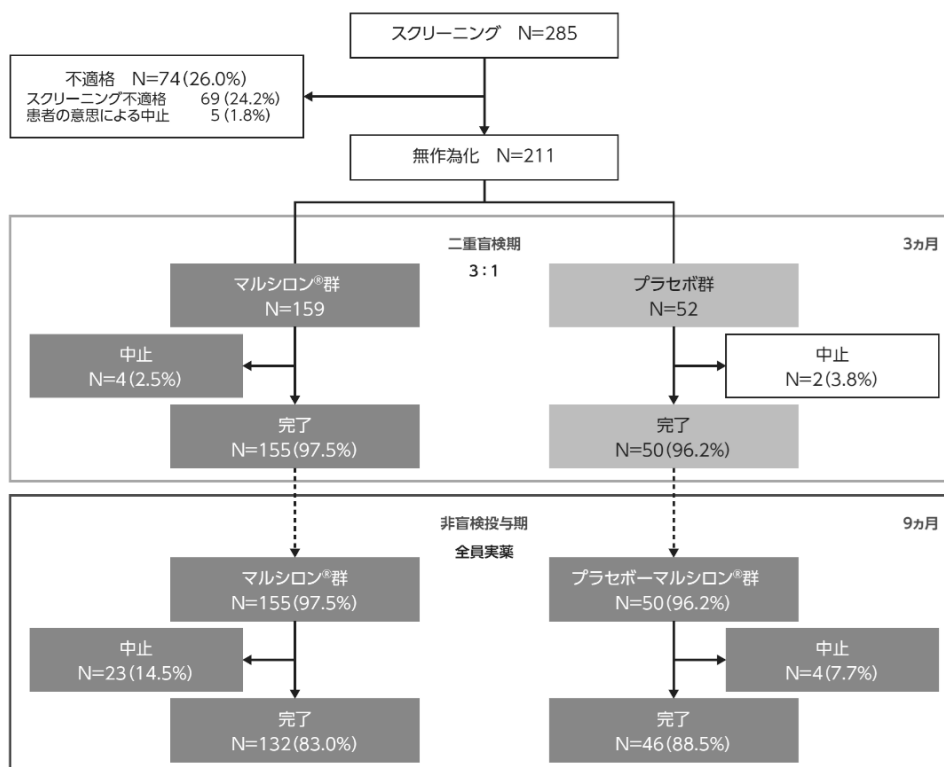 スクリーニング N=285
不適格 N=74(26.0%)
スクリーニング不適格 69(24.2%)
患者の意思による中止 5(1.8%)
無作為化 N=211
二重盲検期
3ヵ月
3：1
マルシロン®群
N=159
プラセボ群
N=52
中止
N=4(2.5%)
中止
N=2(3.8%)
完了
N=155(97.5%)
完了
N=50(96.2%)
非盲検投与期
9ヵ月
全員実薬
マルシロン®群
N=155(97.5%)
プラセボーマルシロン®群
N=50(96.2%)
中止
N=23(14.5%)
中止
N=4(7.7%)
完了
N=132(83.0%)
完了
N=46(88.5%)